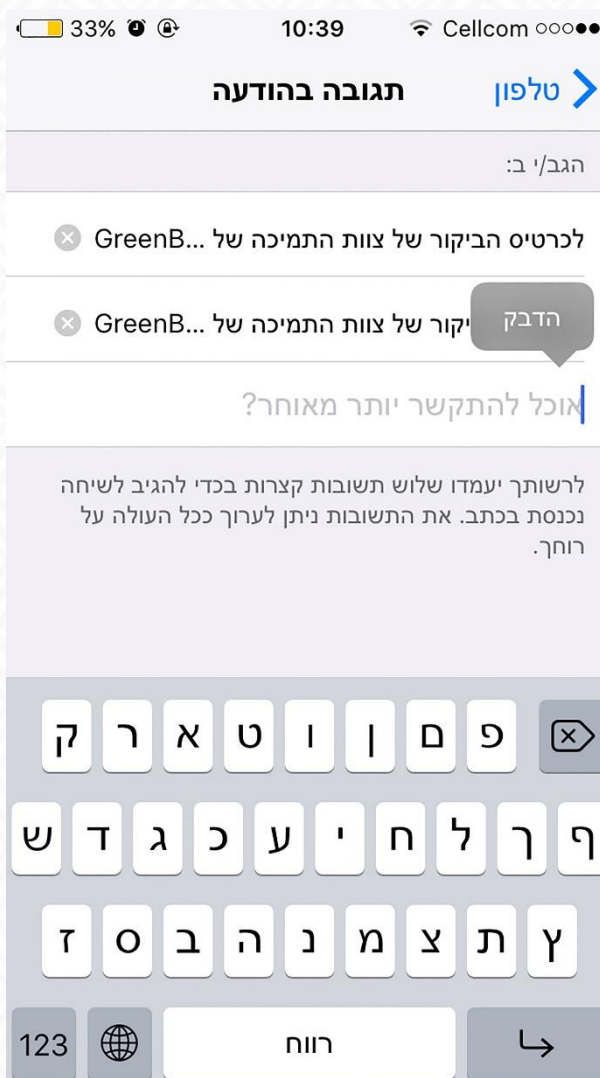 33% 10:39 Cellcom
טלפון
תגובה בהודעה
הגב/י ב:
לכרטיס הביקור של צוות התמיכה של GreenB...
יקור של צוות התמיכה של GreenB...
הדבק
אוכל להתקשר יותר מאוחר?
לרשותך יעמדו שלוש תשובות קצרות בכדי להגיב לשיחה
נכנסת בכתב. את התשובות ניתן לערוך ככל העולה על
רוחך.
ק ר א ט ו ן ם פ
ש ד ג כ ע י ח ל ך ף
ז ס ב ה נ מ צ ת ץ
123 רווח